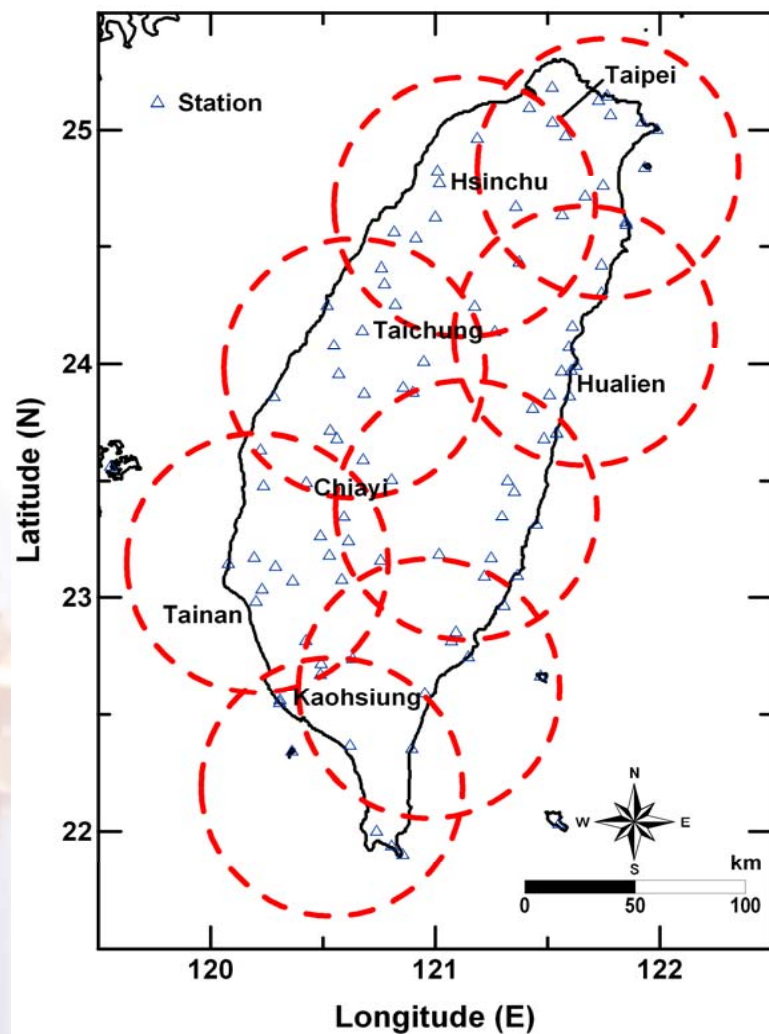 Station
Taipei
25
Hsinchu
Taichung
24
Hualien
Chiayi
23
Tainan
Kaohsiung
22
N
W
E
S
km
0
50
100
120
121
122
Latitude (N)
Longitude (E)